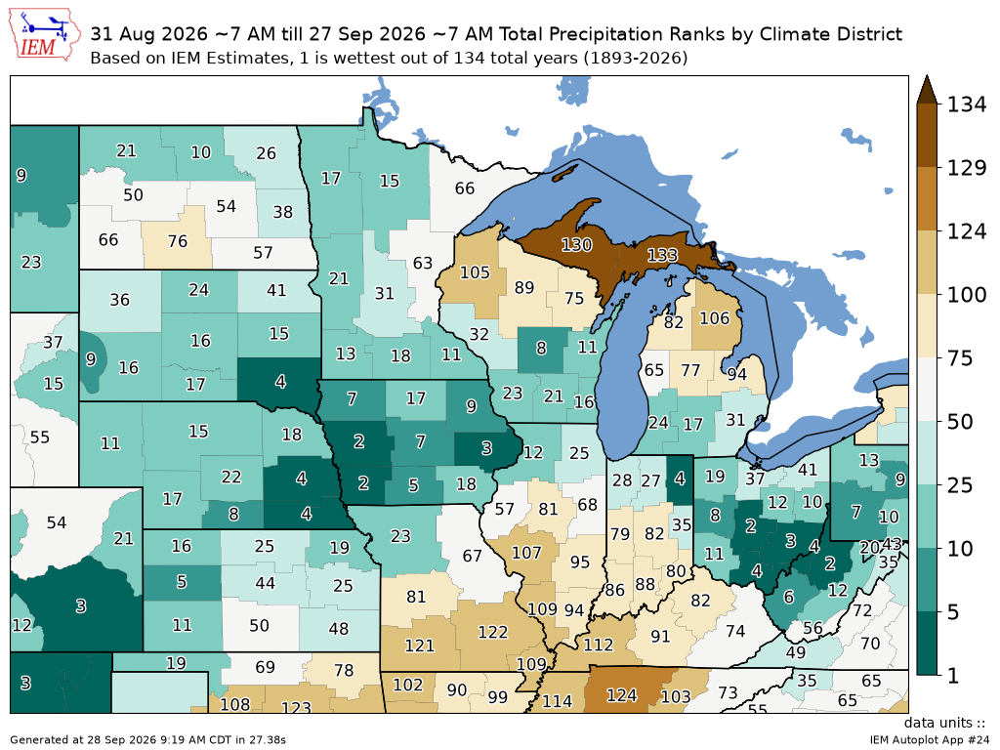 IEM
31 Aug 2026 ~7 AM till 27 Sep 2026 ~7 AM Total Precipitation Ranks by Climate District
Based on IEM Estimates, 1 is wettest out of 134 total years (1893-2026)
9 21 10 26 17 15 66
50 54 38
66 76 57 23 63 130 133
36 24 41 21 31 105 89 75
37 16 15 32 82 106
9 16 13 18 11 8 11
15 17 4 65 77 94
7 17 9 23 21 16
55 11 15 18 2 7 3 12 25 24 17 31
22 4 2 5 18 28 27 4 19 37 41 13 9
54 17 8 4 57 81 68 8 12 10 7 10
21 16 25 19 23 79 82 35 2 3 4 20 43
5 44 25 67 107 95 11 4 2 35
3 81 86 88 80 6 12
12 11 50 48 109 94 82 72
121 122 112 91 74 56 70
19 69 78 109 49
3 102 90 99 124 103 73 35 65
108 123 114 55 65
134
129
124
100
75
50
25
10
5
1
data units ::
Generated at 28 Sep 2026 9:19 AM CDT in 27.38s
IEM Autoplot App #24